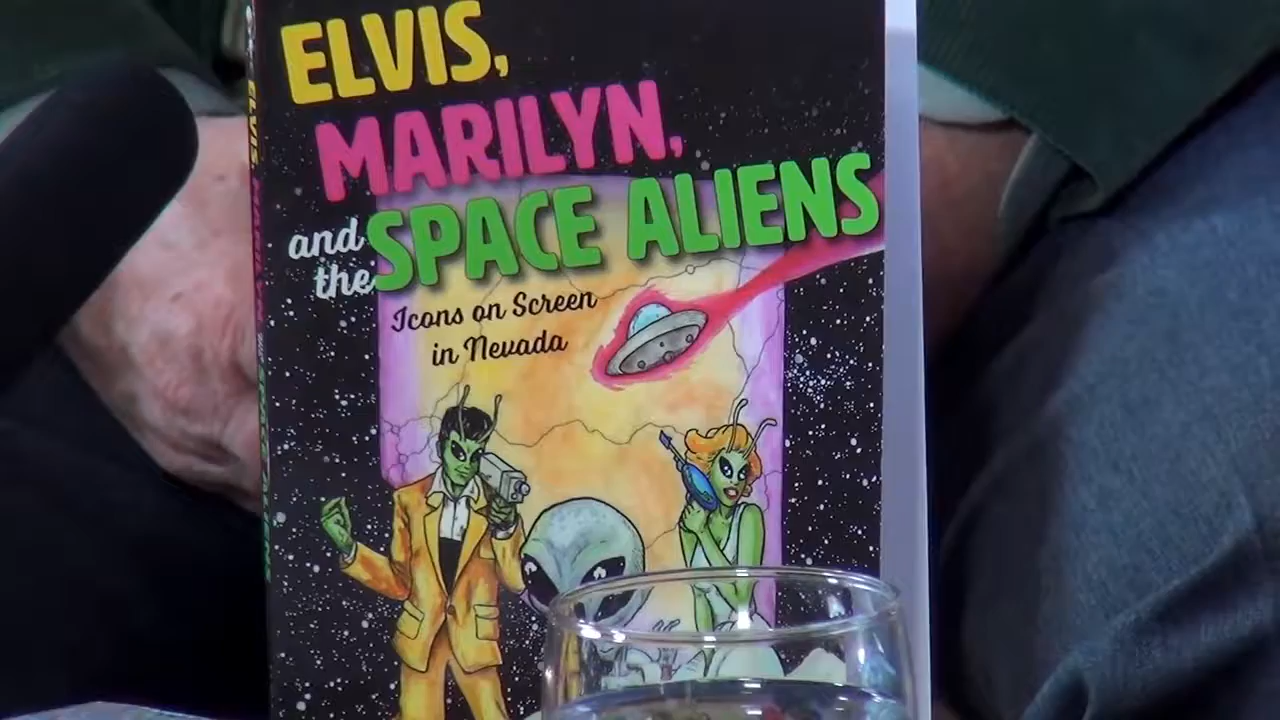 ELVIS,
MARILYN,
and
the SPACE ALIENS
Icons on Screen
in Nevada